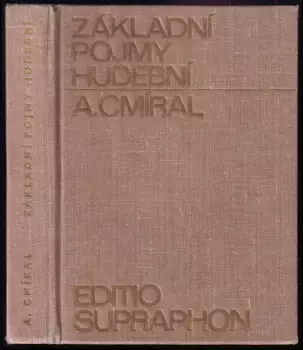 ZÁKLADNÍ
POJMY
HUDEBNÍ
A. CMÍRAL
EDITIO
SUPRAPHON
A. CMÍRAL ZÁKLADNÍ POJMY HUDEBNÍ